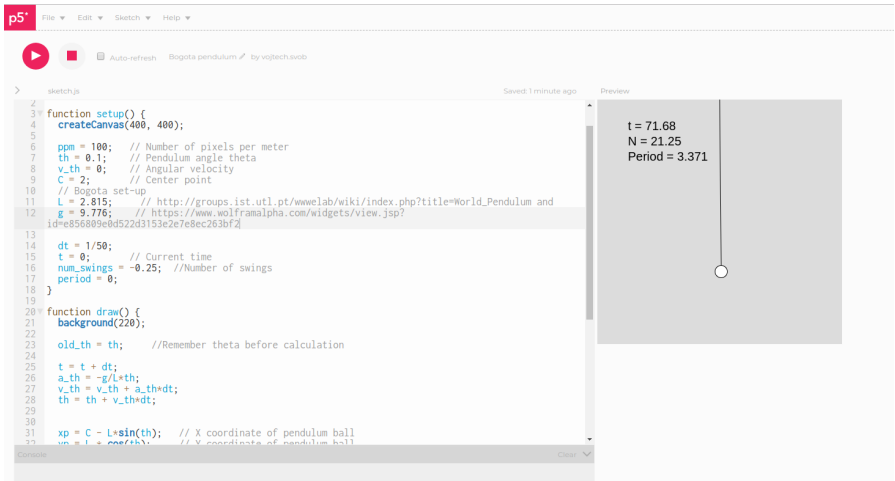 p5*
File ▼ Edit ▼ Sketch ▼ Help ▼
Auto-refresh Bogota pendulum by vojtech.svob
sketch.js Saved: 1 minute ago Preview
2
3 function setup() {
4 createCanvas(400, 400);
5
6 ppm = 100; // Number of pixels per meter
7 th = 0.1; // Pendulum angle theta
8 v_th = 0; // Angular velocity
9 C = 2; // Center point
10 // Bogota set-up
11 L = 2.815; // http://groups.ist.utl.pt/wwwelab/wiki/index.php?title=World_Pendulum and
12 g = 9.776; // https://www.wolframalpha.com/widgets/view.jsp?
id=e856809e0d522d3153e2e7e8ec263bf2
13
14 dt = 1/50;
15 t = 0; // Current time
16 num_swings = -0.25; //Number of swings
17 period = 0;
18 }
19
20 function draw() {
21 background(220);
22
23 old_th = th; //Remember theta before calculation
24
25 t = t + dt;
26 a_th = -g/L*th;
27 v_th = v_th + a_th*dt;
28 th = th + v_th*dt;
29
30
31 xp = C - L*sin(th); // X coordinate of pendulum ball
32 yp = L * cos(th); // Y coordinate of pendulum ball
t = 71.68
N = 21.25
Period = 3.371
Console Clear